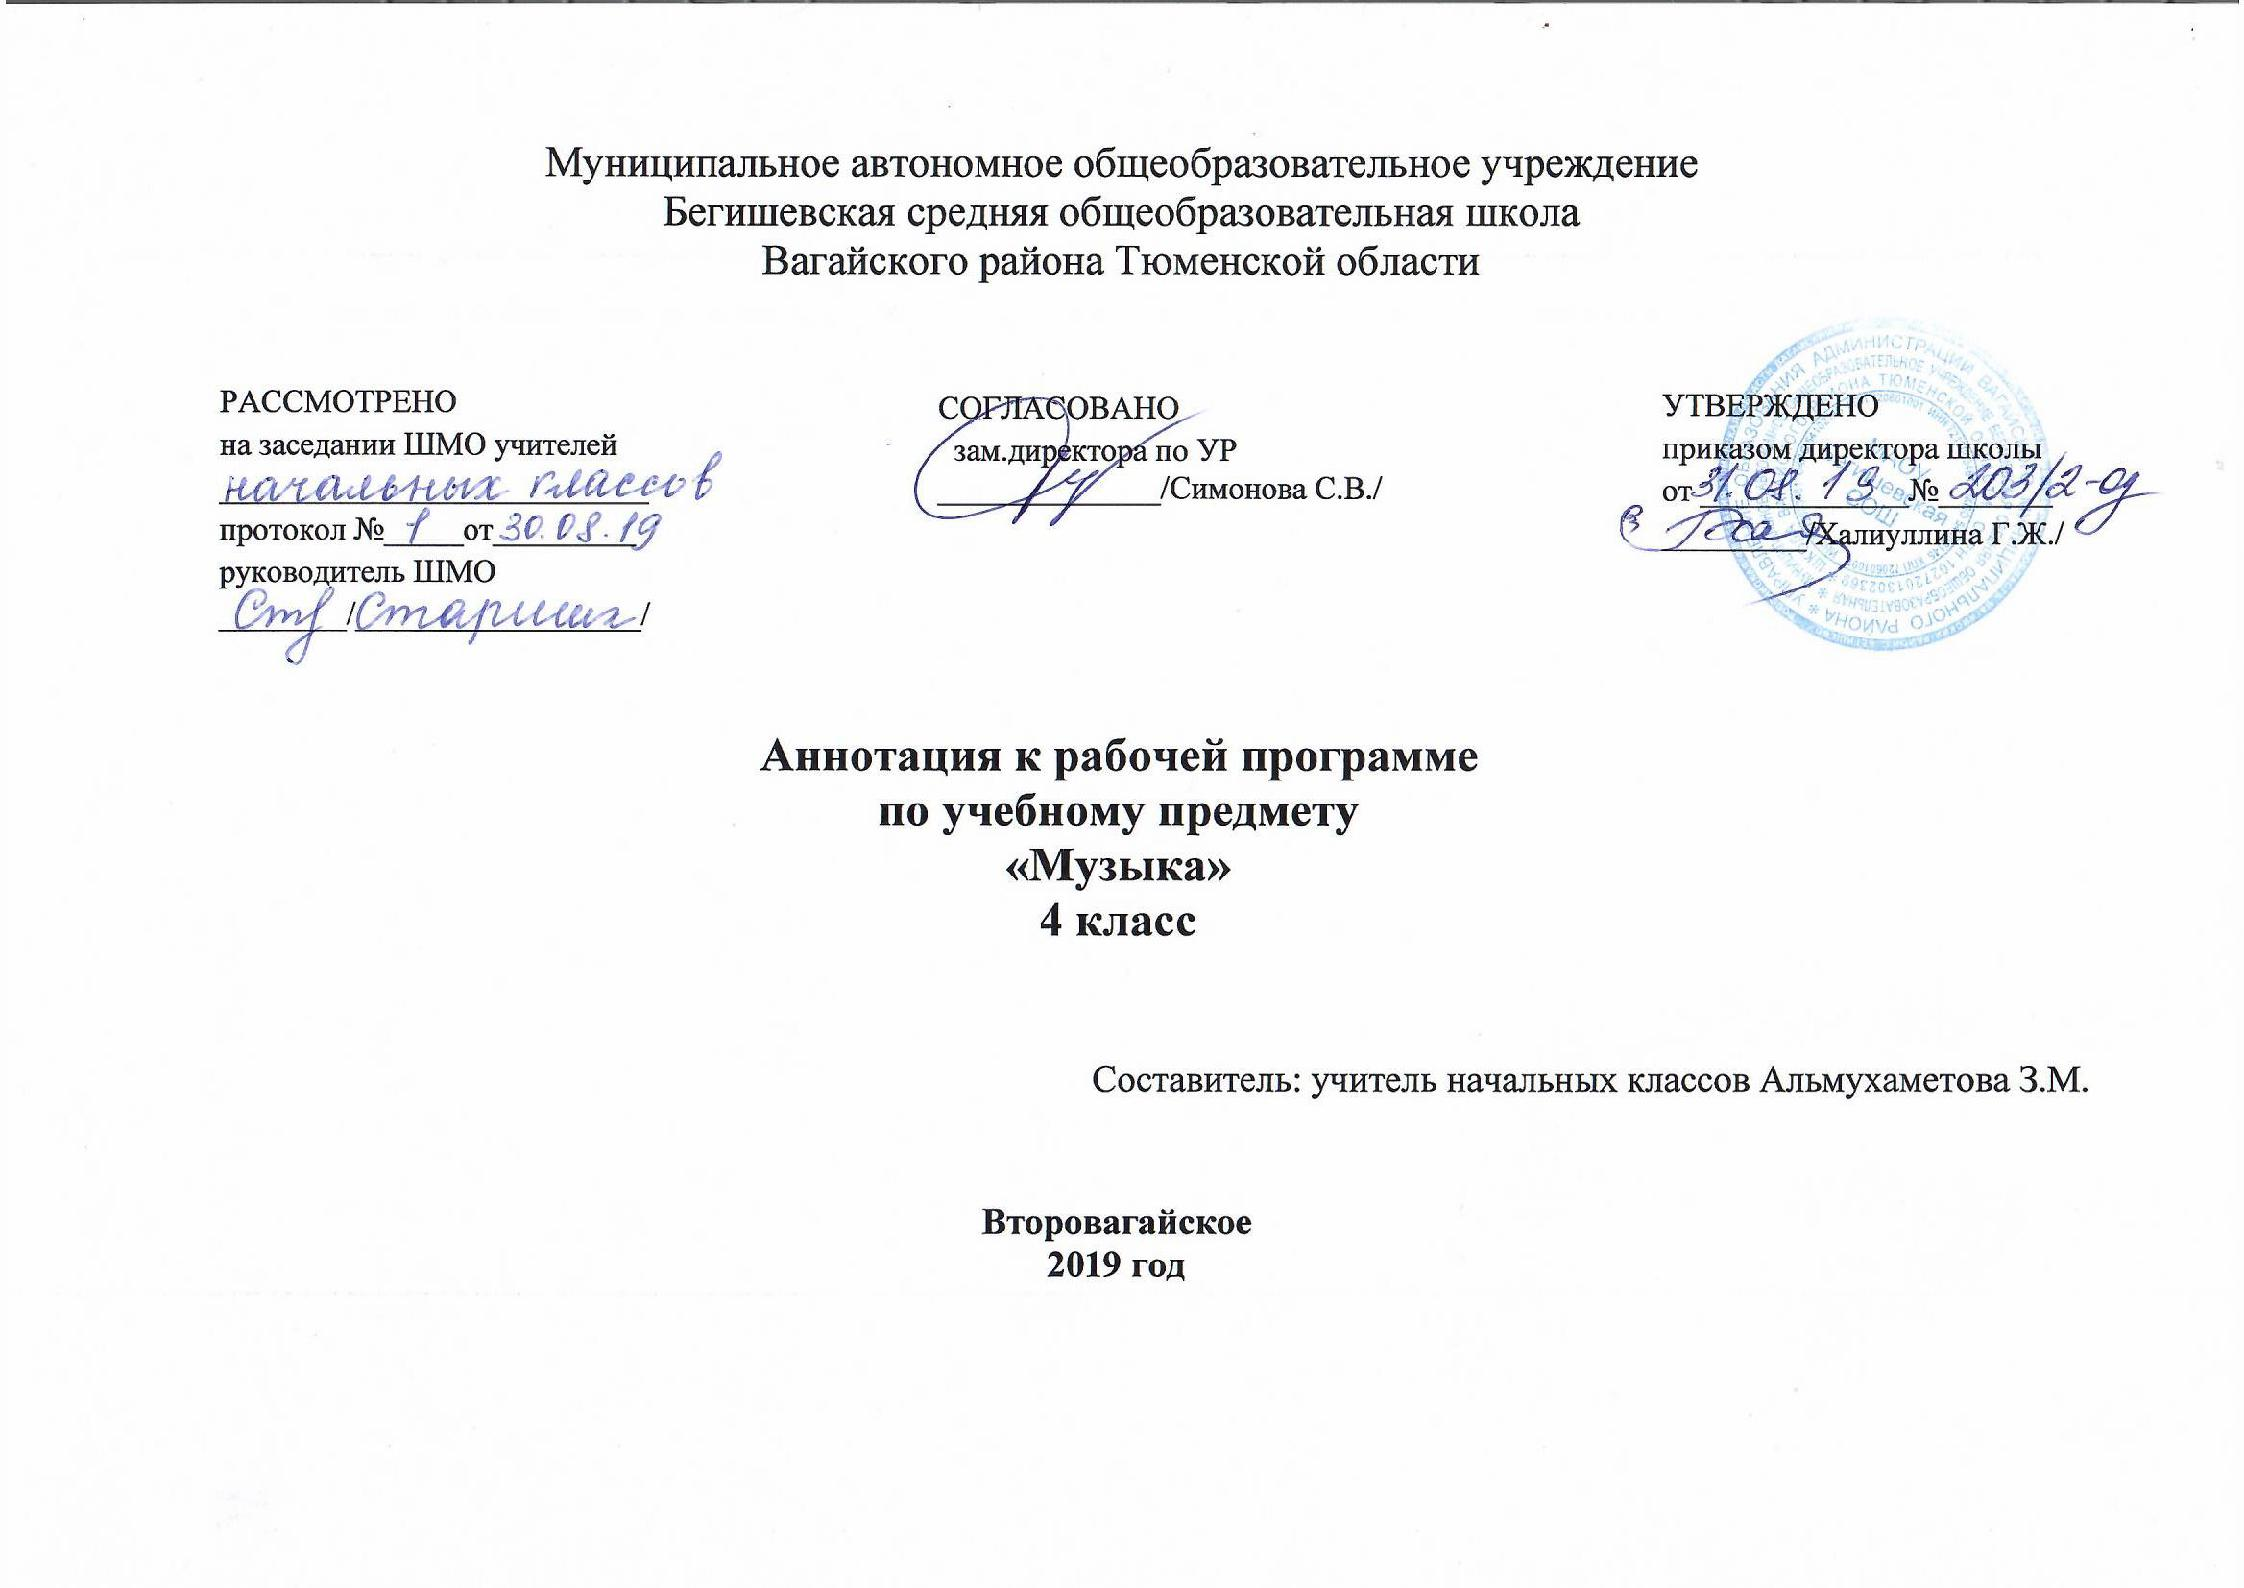 Муниципальное автономное общеобразовательное учреждение
Бегишевская средняя общеобразовательная школа
Вагайского района Тюменской области
РАССМОТРЕНО
на заседании ШМО учителей
начальных классов
протокол № 1 от 30.08.19
руководитель ШМО
СОГЛАСОВАНО
зам.директора по УР
/Симонова С.В./
УТВЕРЖДЕНО
приказом директора школы
от 31.08.19 № 203/2-од
/Халиуллина Г.Ж./
Аннотация к рабочей программе
по учебному предмету
«Музыка»
4 класс
Составитель: учитель начальных классов Альмухаметова З.М.
Второвагайское
2019 год